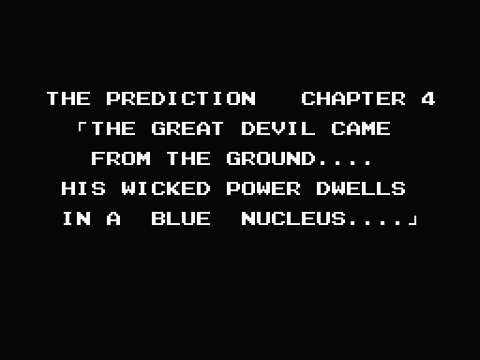 THE PREDICTION   CHAPTER 4
「THE GREAT DEVIL CAME
FROM THE GROUND....
HIS WICKED POWER DWELLS
IN A  BLUE  NUCLEUS....」